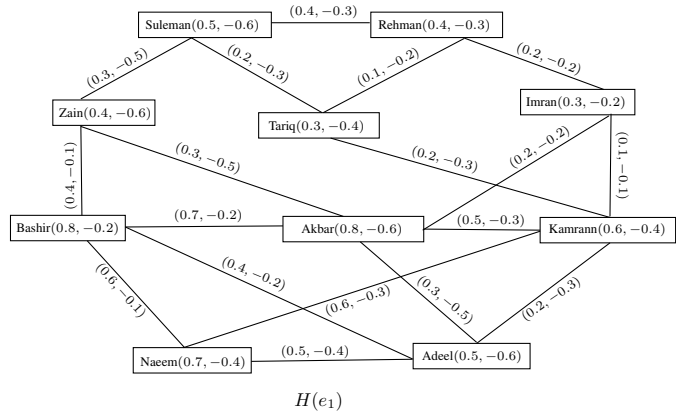 (0.4, −0.3)
Suleman(0.5, −0.6)
Rehman(0.4, −0.3)
(0.3, −0.5)
(0.2, −0.3)
(0.1, −0.2)
(0.2, −0.2)
Zain(0.4, −0.6)
Tariq(0.3, −0.4)
Imran(0.3, −0.2)
(0.4, −0.1)
(0.3, −0.5)
(0.2, −0.3)
(0.2, −0.2)
(0.1, −0.1)
Bashir(0.8, −0.2)
(0.7, −0.2)
Akbar(0.8, −0.6)
(0.5, −0.3)
Kamrann(0.6, −0.4)
(0.6, −0.1)
(0.4, −0.2)
(0.6, −0.3)
(0.3, −0.5)
(0.2, −0.3)
Naeem(0.7, −0.4)
(0.5, −0.4)
Adeel(0.5, −0.6)
H(e₁)